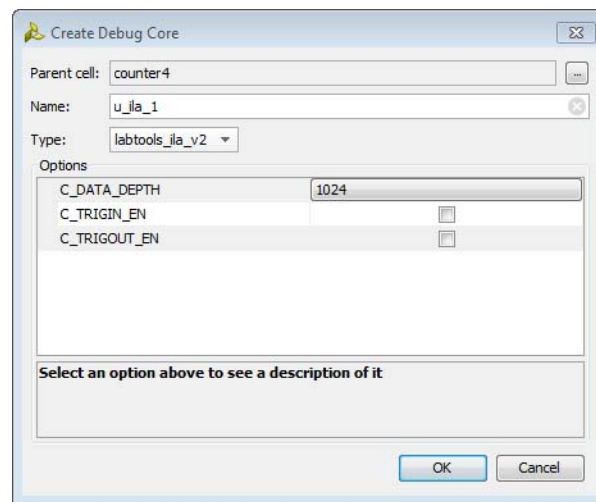 Create Debug Core
Parent cell: counter4 ...
Name: u_ila_1
Type: labtools_ila_v2
Options
C_DATA_DEPTH 1024
C_TRIGIN_EN
C_TRIGOUT_EN
Select an option above to see a description of it
OK Cancel